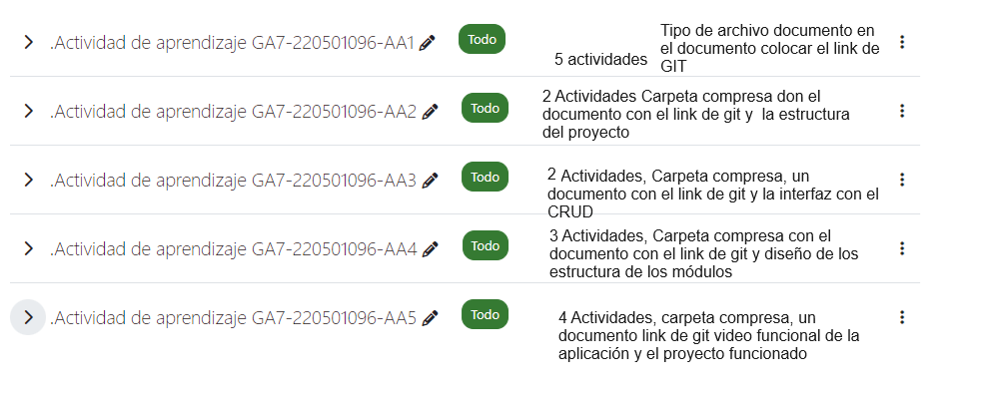 .Actividad de aprendizaje GA7-220501096-AA1
Todo
5 actividades
Tipo de archivo documento en
el documento colocar el link de
GIT
.Actividad de aprendizaje GA7-220501096-AA2
Todo
2 Actividades Carpeta compresa don el
documento con el link de git y  la estructura
del proyecto
.Actividad de aprendizaje GA7-220501096-AA3
Todo
2 Actividades, Carpeta compresa, un
documento con el link de git y la interfaz con el
CRUD
.Actividad de aprendizaje GA7-220501096-AA4
Todo
3 Actividades, Carpeta compresa con el
documento con el link de git y diseño de los
estructura de los módulos
.Actividad de aprendizaje GA7-220501096-AA5
Todo
4 Actividades, carpeta compresa, un
documento link de git video funcional de la
aplicación y el proyecto funcionado